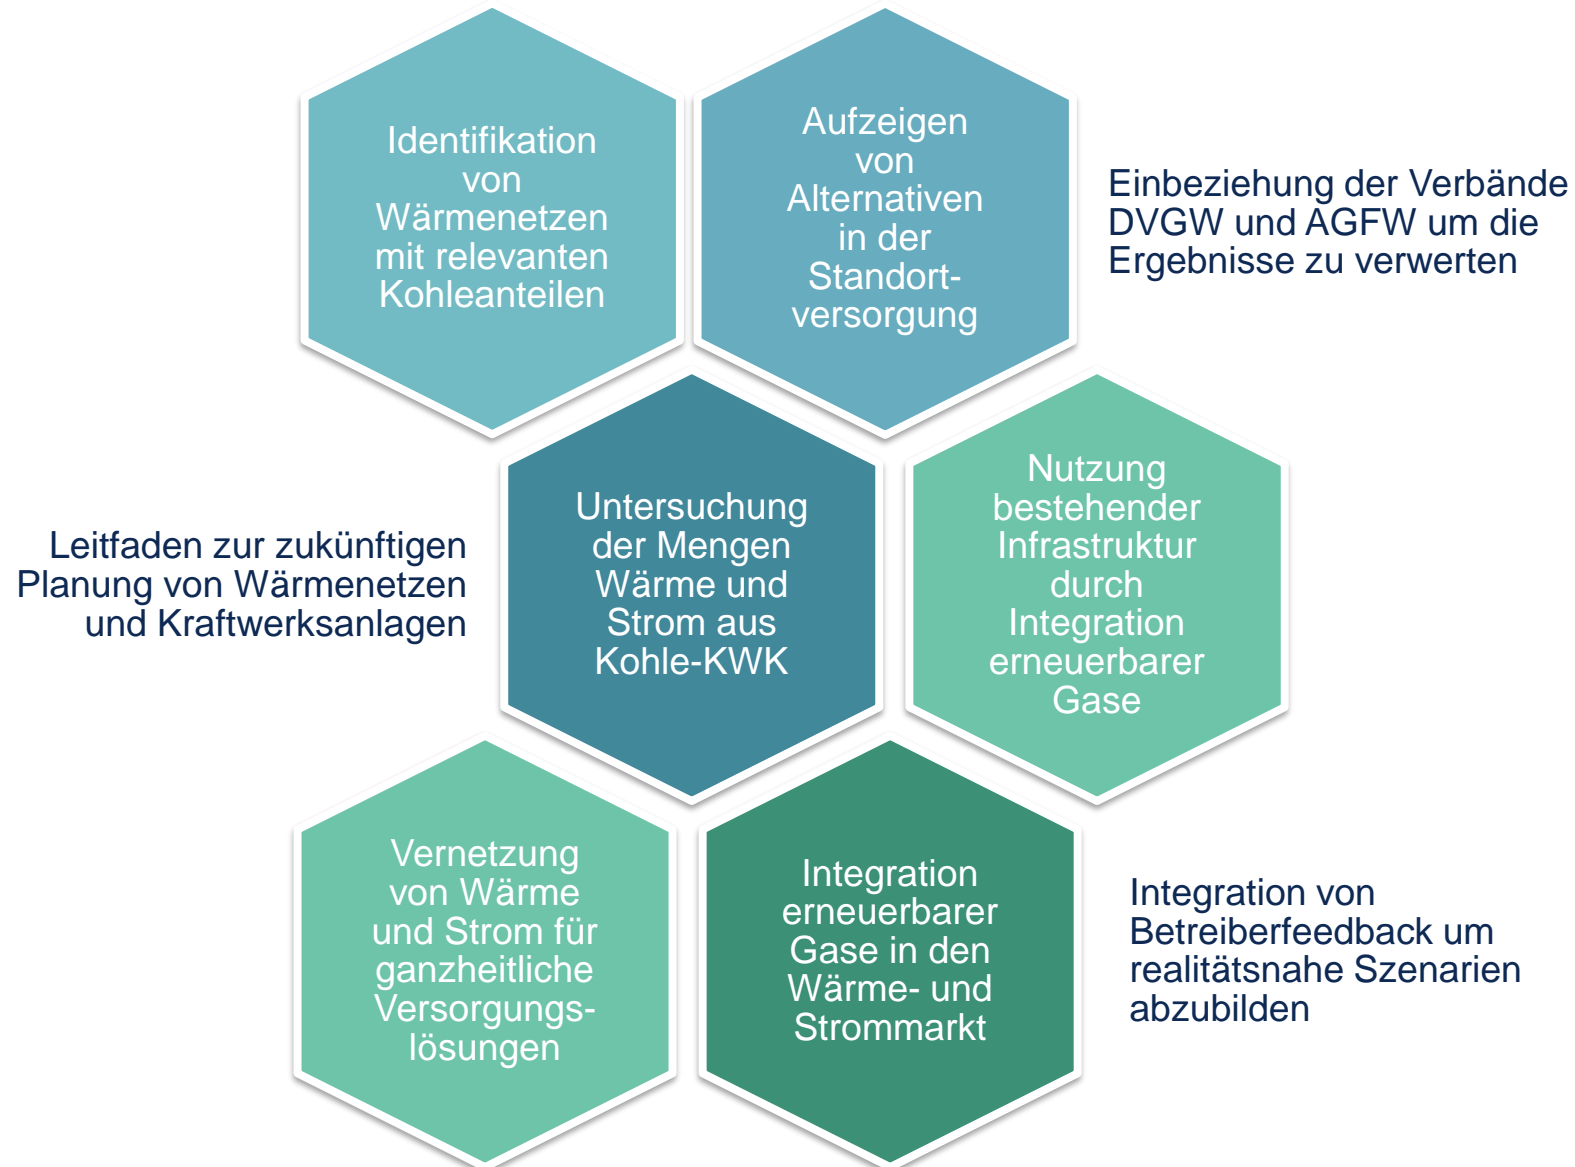 Identifikation
von
Wärmenetzen
mit relevanten
Kohleanteilen
Aufzeigen
von
Alternativen
in der
Standort-
versorgung
Einbeziehung der Verbände
DVGW und AGFW um die
Ergebnisse zu verwerten
Leitfaden zur zukünftigen
Planung von Wärmenetzen
und Kraftwerksanlagen
Untersuchung
der Mengen
Wärme und
Strom aus
Kohle-KWK
Nutzung
bestehender
Infrastruktur
durch
Integration
erneuerbarer
Gase
Vernetzung
von Wärme
und Strom für
ganzheitliche
Versorgungs-
lösungen
Integration
erneuerbarer
Gase in den
Wärme- und
Strommarkt
Integration von
Betreiberfeedback um
realitätsnahe Szenarien
abzubilden